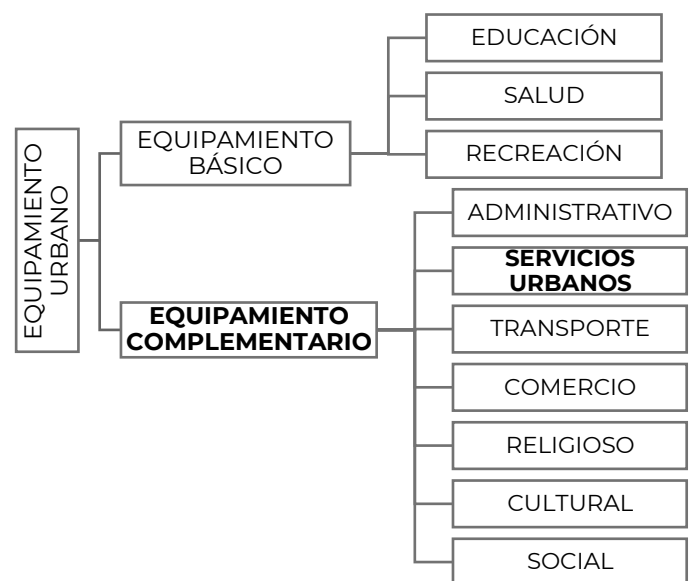 EQUIPAMIENTO
URBANO
EQUIPAMIENTO
BÁSICO
EDUCACIÓN
SALUD
RECREACIÓN
EQUIPAMIENTO
COMPLEMENTARIO
ADMINISTRATIVO
SERVICIOS
URBANOS
TRANSPORTE
COMERCIO
RELIGIOSO
CULTURAL
SOCIAL